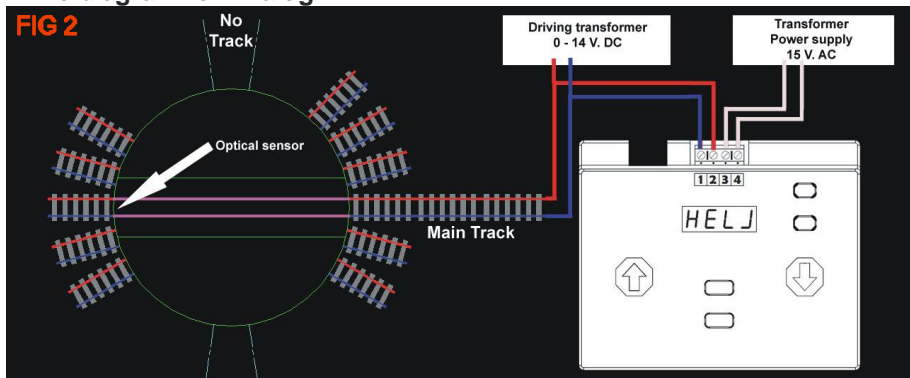 FIG 2
No
Track
Driving transformer
0 - 14 V. DC
Transformer
Power supply
15 V. AC
Optical sensor
1 2 3 4
HELJ
Main Track